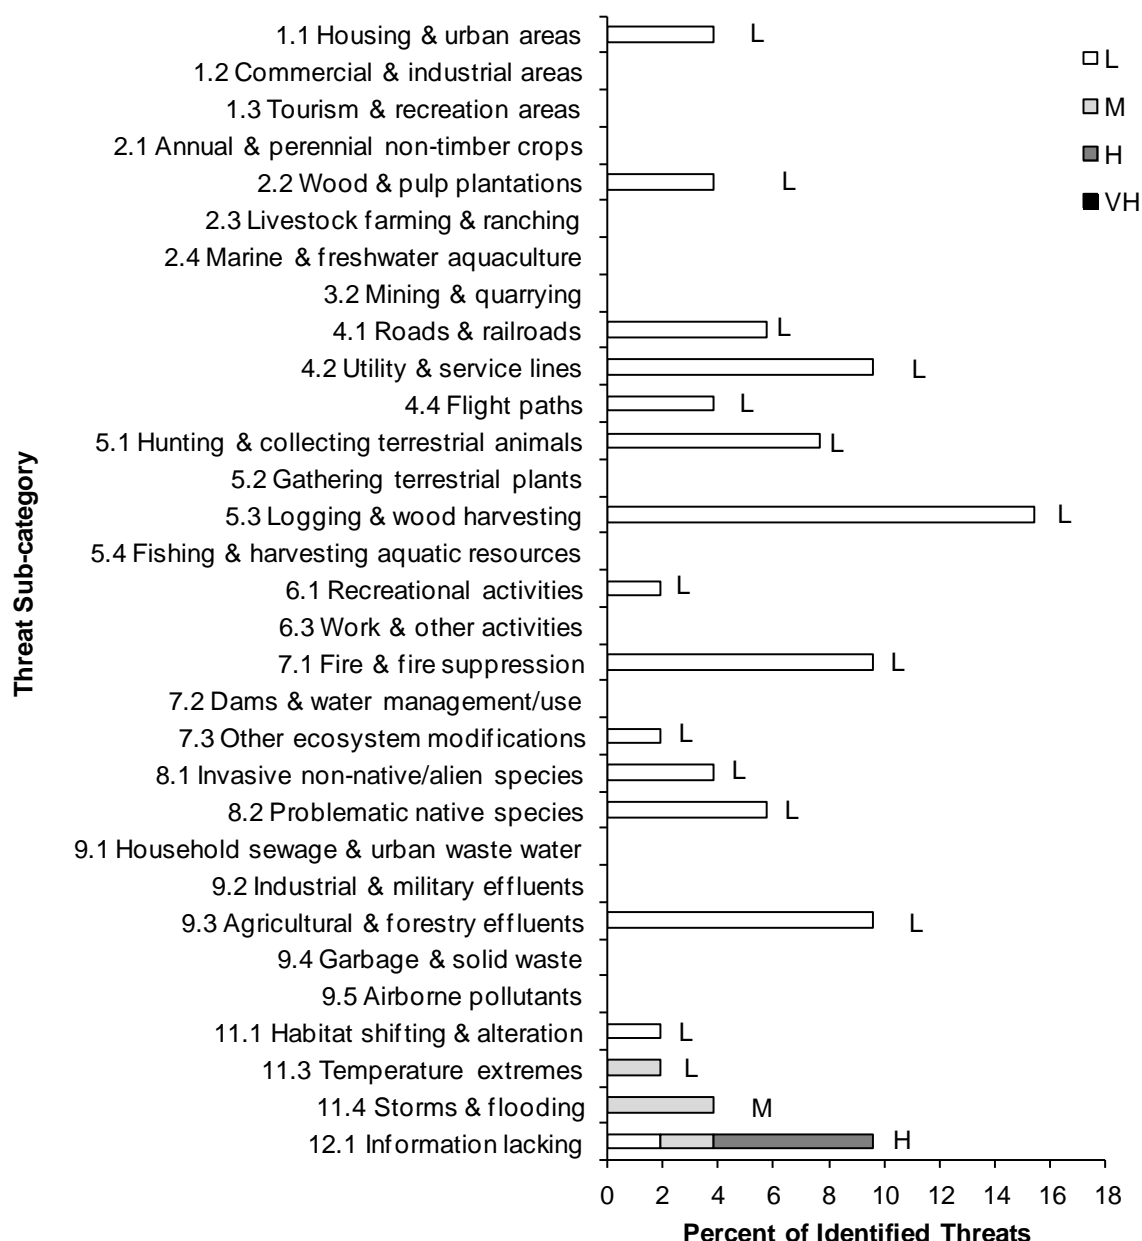 1.1 Housing & urban areas L
1.2 Commercial & industrial areas
1.3 Tourism & recreation areas
2.1 Annual & perennial non-timber crops
2.2 Wood & pulp plantations L
2.3 Livestock farming & ranching
2.4 Marine & freshwater aquaculture
3.2 Mining & quarrying
4.1 Roads & railroads L
4.2 Utility & service lines L
4.4 Flight paths L
5.1 Hunting & collecting terrestrial animals L
5.2 Gathering terrestrial plants
5.3 Logging & wood harvesting L
5.4 Fishing & harvesting aquatic resources
6.1 Recreational activities L
6.3 Work & other activities
7.1 Fire & fire suppression L
7.2 Dams & water management/use
7.3 Other ecosystem modifications L
8.1 Invasive non-native/alien species L
8.2 Problematic native species L
9.1 Household sewage & urban waste water
9.2 Industrial & military effluents
9.3 Agricultural & forestry effluents L
9.4 Garbage & solid waste
9.5 Airborne pollutants
11.1 Habitat shifting & alteration L
11.3 Temperature extremes L
11.4 Storms & flooding M
12.1 Information lacking H
0 2 4 6 8 10 12 14 16 18
Percent of Identified Threats
Threat Sub-category
L
M
H
VH